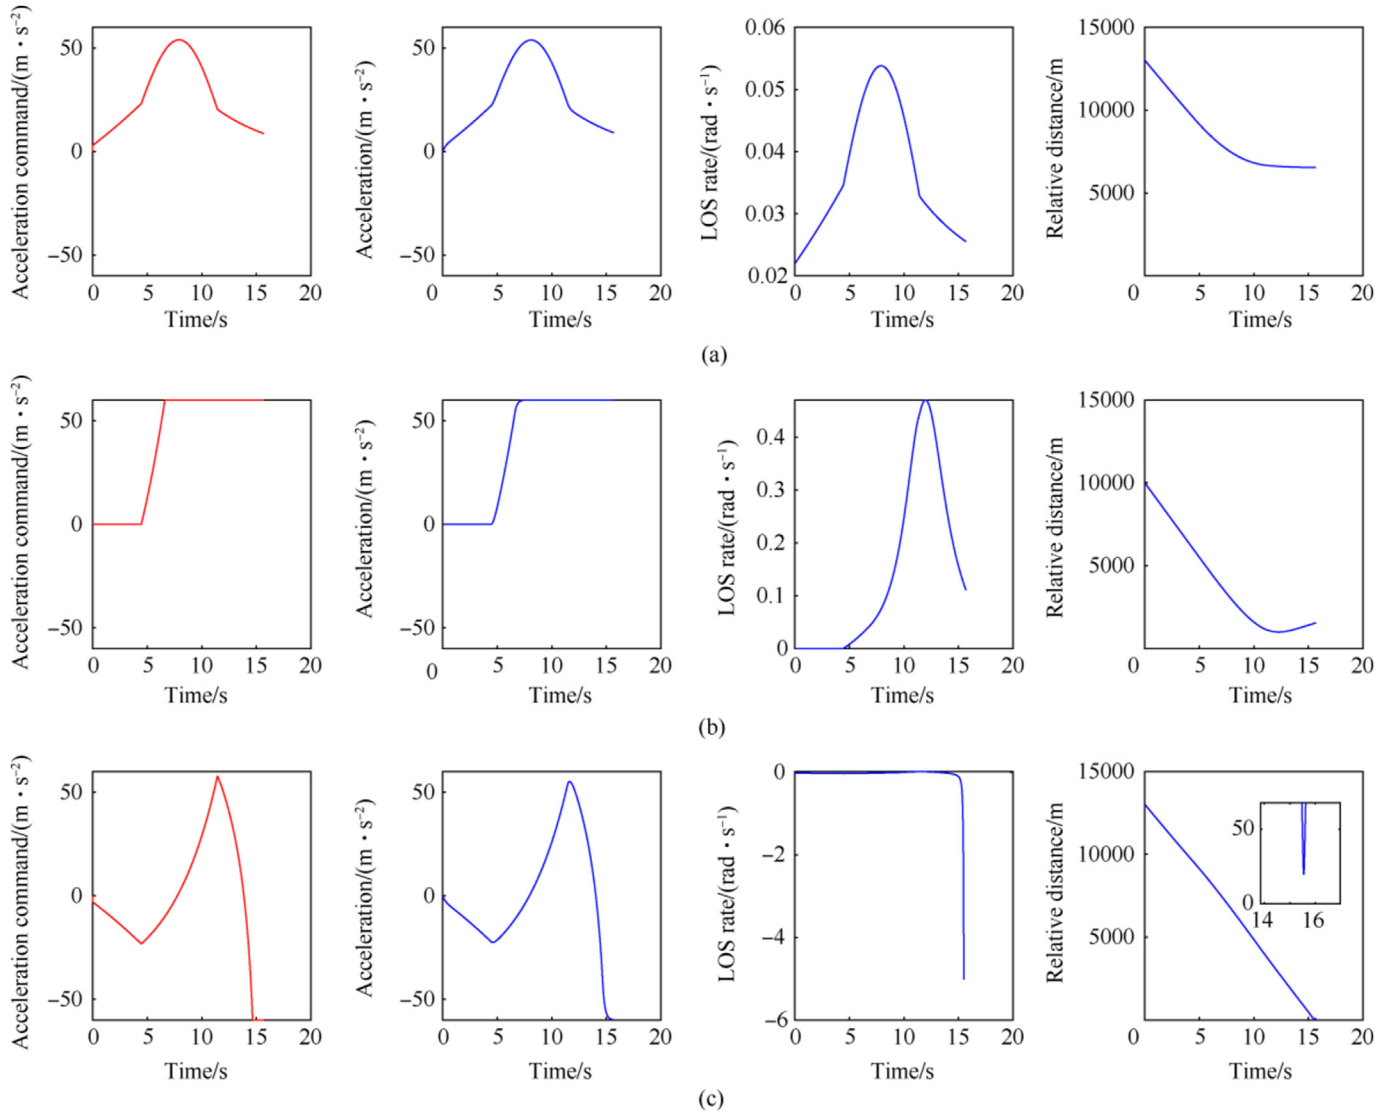 Acceleration command/(m · s⁻²)
50
0
−50
0 5 10 15 20
Time/s
Acceleration/(m · s⁻²)
50
0
−50
0 5 10 15 20
Time/s
LOS rate/(rad · s⁻¹)
0.06
0.05
0.04
0.03
0.02
0 5 10 15 20
Time/s
Relative distance/m
15000
10000
5000
0 5 10 15 20
Time/s
(a)
Acceleration command/(m · s⁻²)
50
0
−50
0 5 10 15 20
Time/s
Acceleration/(m · s⁻²)
50
0
−50
0 5 10 15 20
Time/s
LOS rate/(rad · s⁻¹)
0.4
0.3
0.2
0.1
0
0 5 10 15 20
Time/s
Relative distance/m
15000
10000
5000
0 5 10 15 20
Time/s
(b)
Acceleration command/(m · s⁻²)
50
0
−50
0 5 10 15 20
Time/s
Acceleration/(m · s⁻²)
50
0
−50
0 5 10 15 20
Time/s
LOS rate/(rad · s⁻¹)
0
−2
−4
−6
0 5 10 15 20
Time/s
Relative distance/m
15000
10000
5000
0 5 10 15 20
50
0
14 16
Time/s
(c)